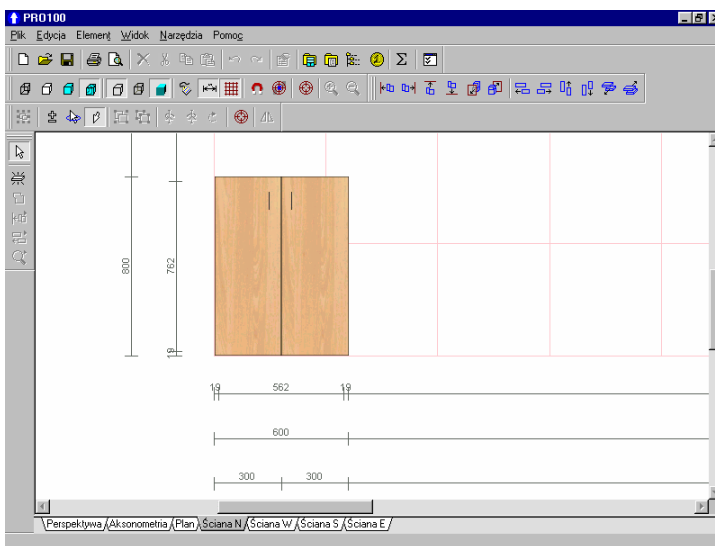 PRO100
Plik Edycja Element Widok Narzędzia Pomoc
800
762
19
19 562 19
600
300 300
Perspektywa Aksonometria Plan Ściana N Ściana W Ściana S Ściana E